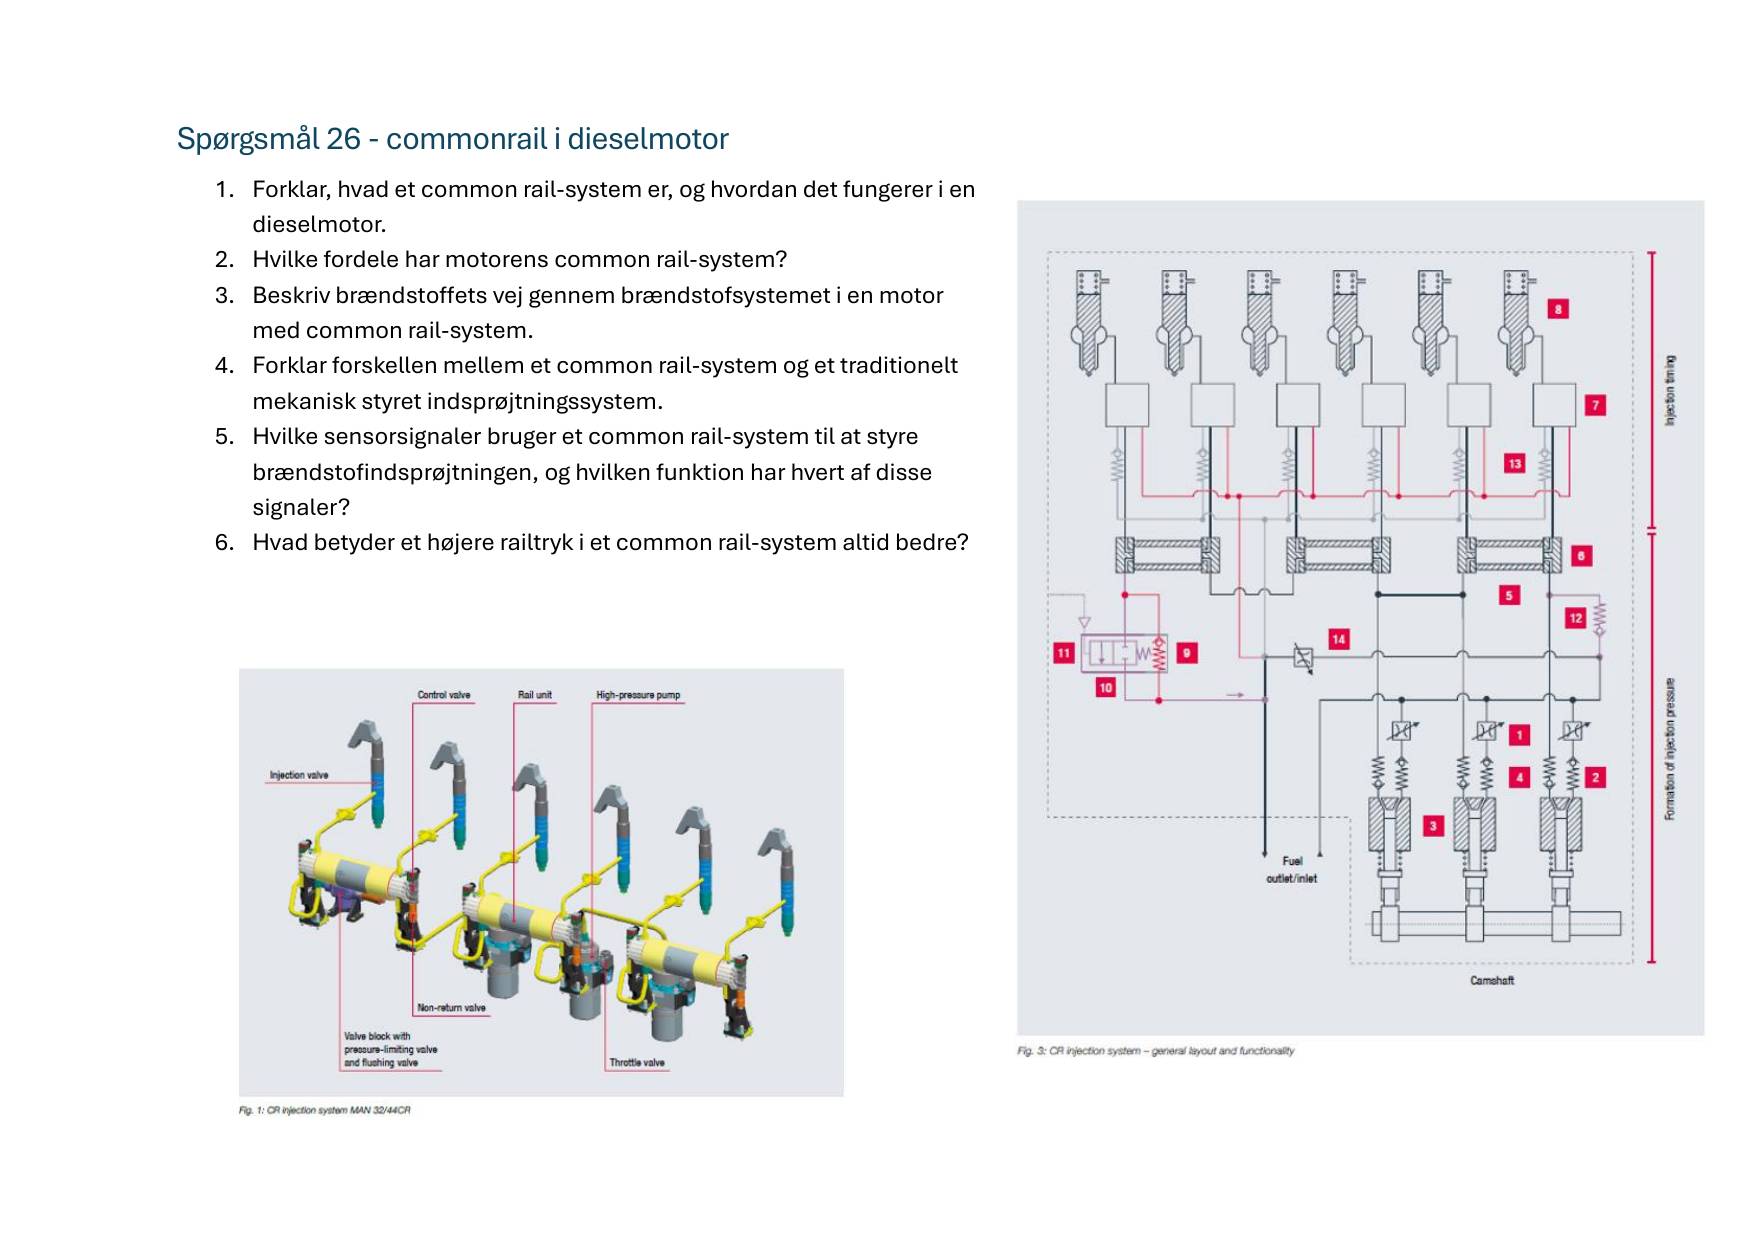 Spørgsmål 26 - commonrail i dieselmotor
1. Forklar, hvad et common rail-system er, og hvordan det fungerer i en
dieselmotor.
2. Hvilke fordele har motorens common rail-system?
3. Beskriv brændstoffets vej gennem brændstofsystemet i en motor
med common rail-system.
4. Forklar forskellen mellem et common rail-system og et traditionelt
mekanisk styret indsprøjtningssystem.
5. Hvilke sensorsignaler bruger et common rail-system til at styre
brændstofindsprøjtningen, og hvilken funktion har hvert af disse
signaler?
6. Hvad betyder et højere railtryk i et common rail-system altid bedre?
Control valve
Rail unit
High-pressure pump
Injection valve
Non-return valve
Valve block with
pressure-limiting valve
and flushing valve
Throttle valve
Fig. 1: CR injection system MAN 32/44CR
8
Injection timing
7
13
6
5
12
14
11
9
10
1
4
2
3
Formation of injection pressure
Fuel
outlet/inlet
Camshaft
Fig. 3: CR injection system – general layout and functionality